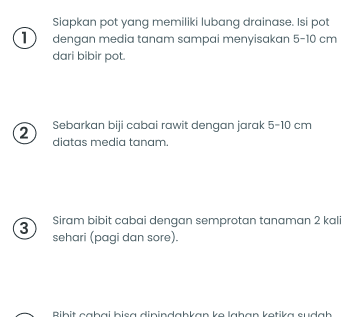 1
Siapkan pot yang memiliki lubang drainase. Isi pot
dengan media tanam sampai menyisakan 5-10 cm
dari bibir pot.
2
Sebarkan biji cabai rawit dengan jarak 5-10 cm
diatas media tanam.
3
Siram bibit cabai dengan semprotan tanaman 2 kali
sehari (pagi dan sore).
Bibit cabai bisa dipindahkan ke lahan ketika sudah